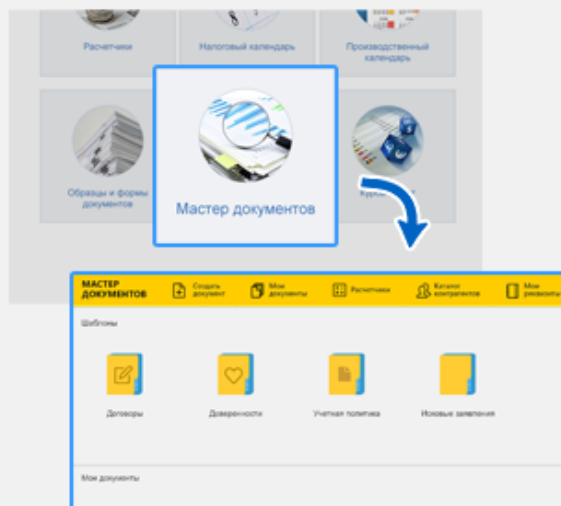 Расчетчики
Налоговый календарь
Производственный
календарь
Образцы и формы
документов
Мастер документов
МАСТЕР
ДОКУМЕНТОВ
Создать
документ
Мои
документы
Расчетчики
Каталог
контрагентов
Мои
реквизиты
Шаблоны
Договоры
Доверенности
Учетная политика
Исковые заявления
Мои документы